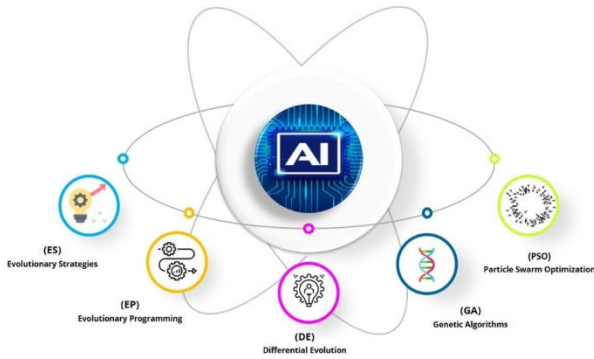 AI
(ES)
Evolutionary Strategies
(EP)
Evolutionary Programming
(DE)
Differential Evolution
(GA)
Genetic Algorithms
(PSO)
Particle Swarm Optimization